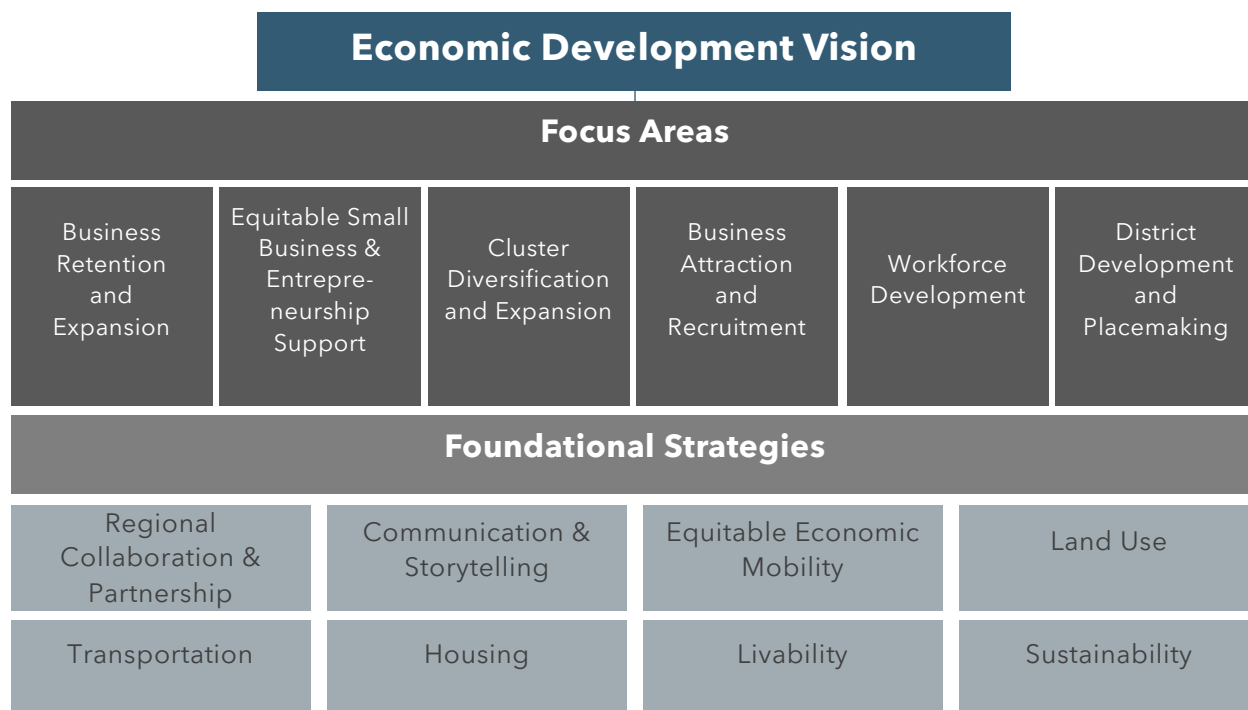 Economic Development Vision
Focus Areas
Business
Retention
and
Expansion
Equitable Small
Business &
Entrepre-
neurship
Support
Cluster
Diversification
and Expansion
Business
Attraction
and
Recruitment
Workforce
Development
District
Development
and
Placemaking
Foundational Strategies
Regional
Collaboration &
Partnership
Communication &
Storytelling
Equitable Economic
Mobility
Land Use
Transportation
Housing
Livability
Sustainability